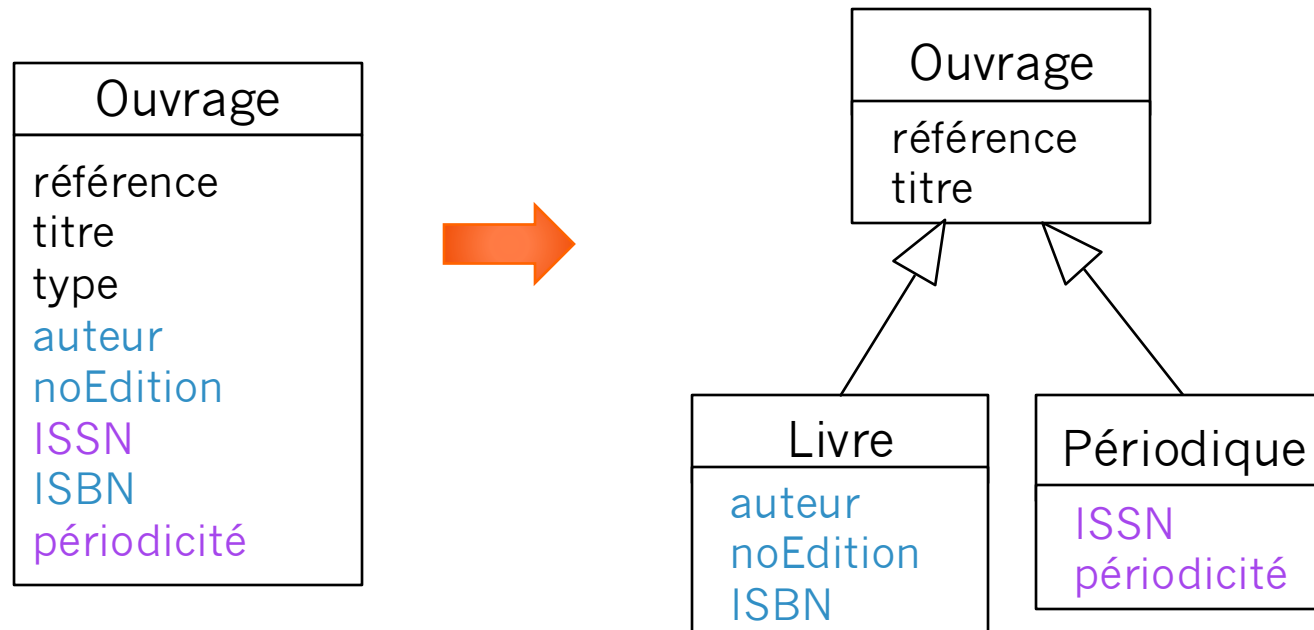 Ouvrage
référence
titre
type
auteur
noEdition
ISSN
ISBN
périodicité
Ouvrage
référence
titre
Livre
auteur
noEdition
ISBN
Périodique
ISSN
périodicité